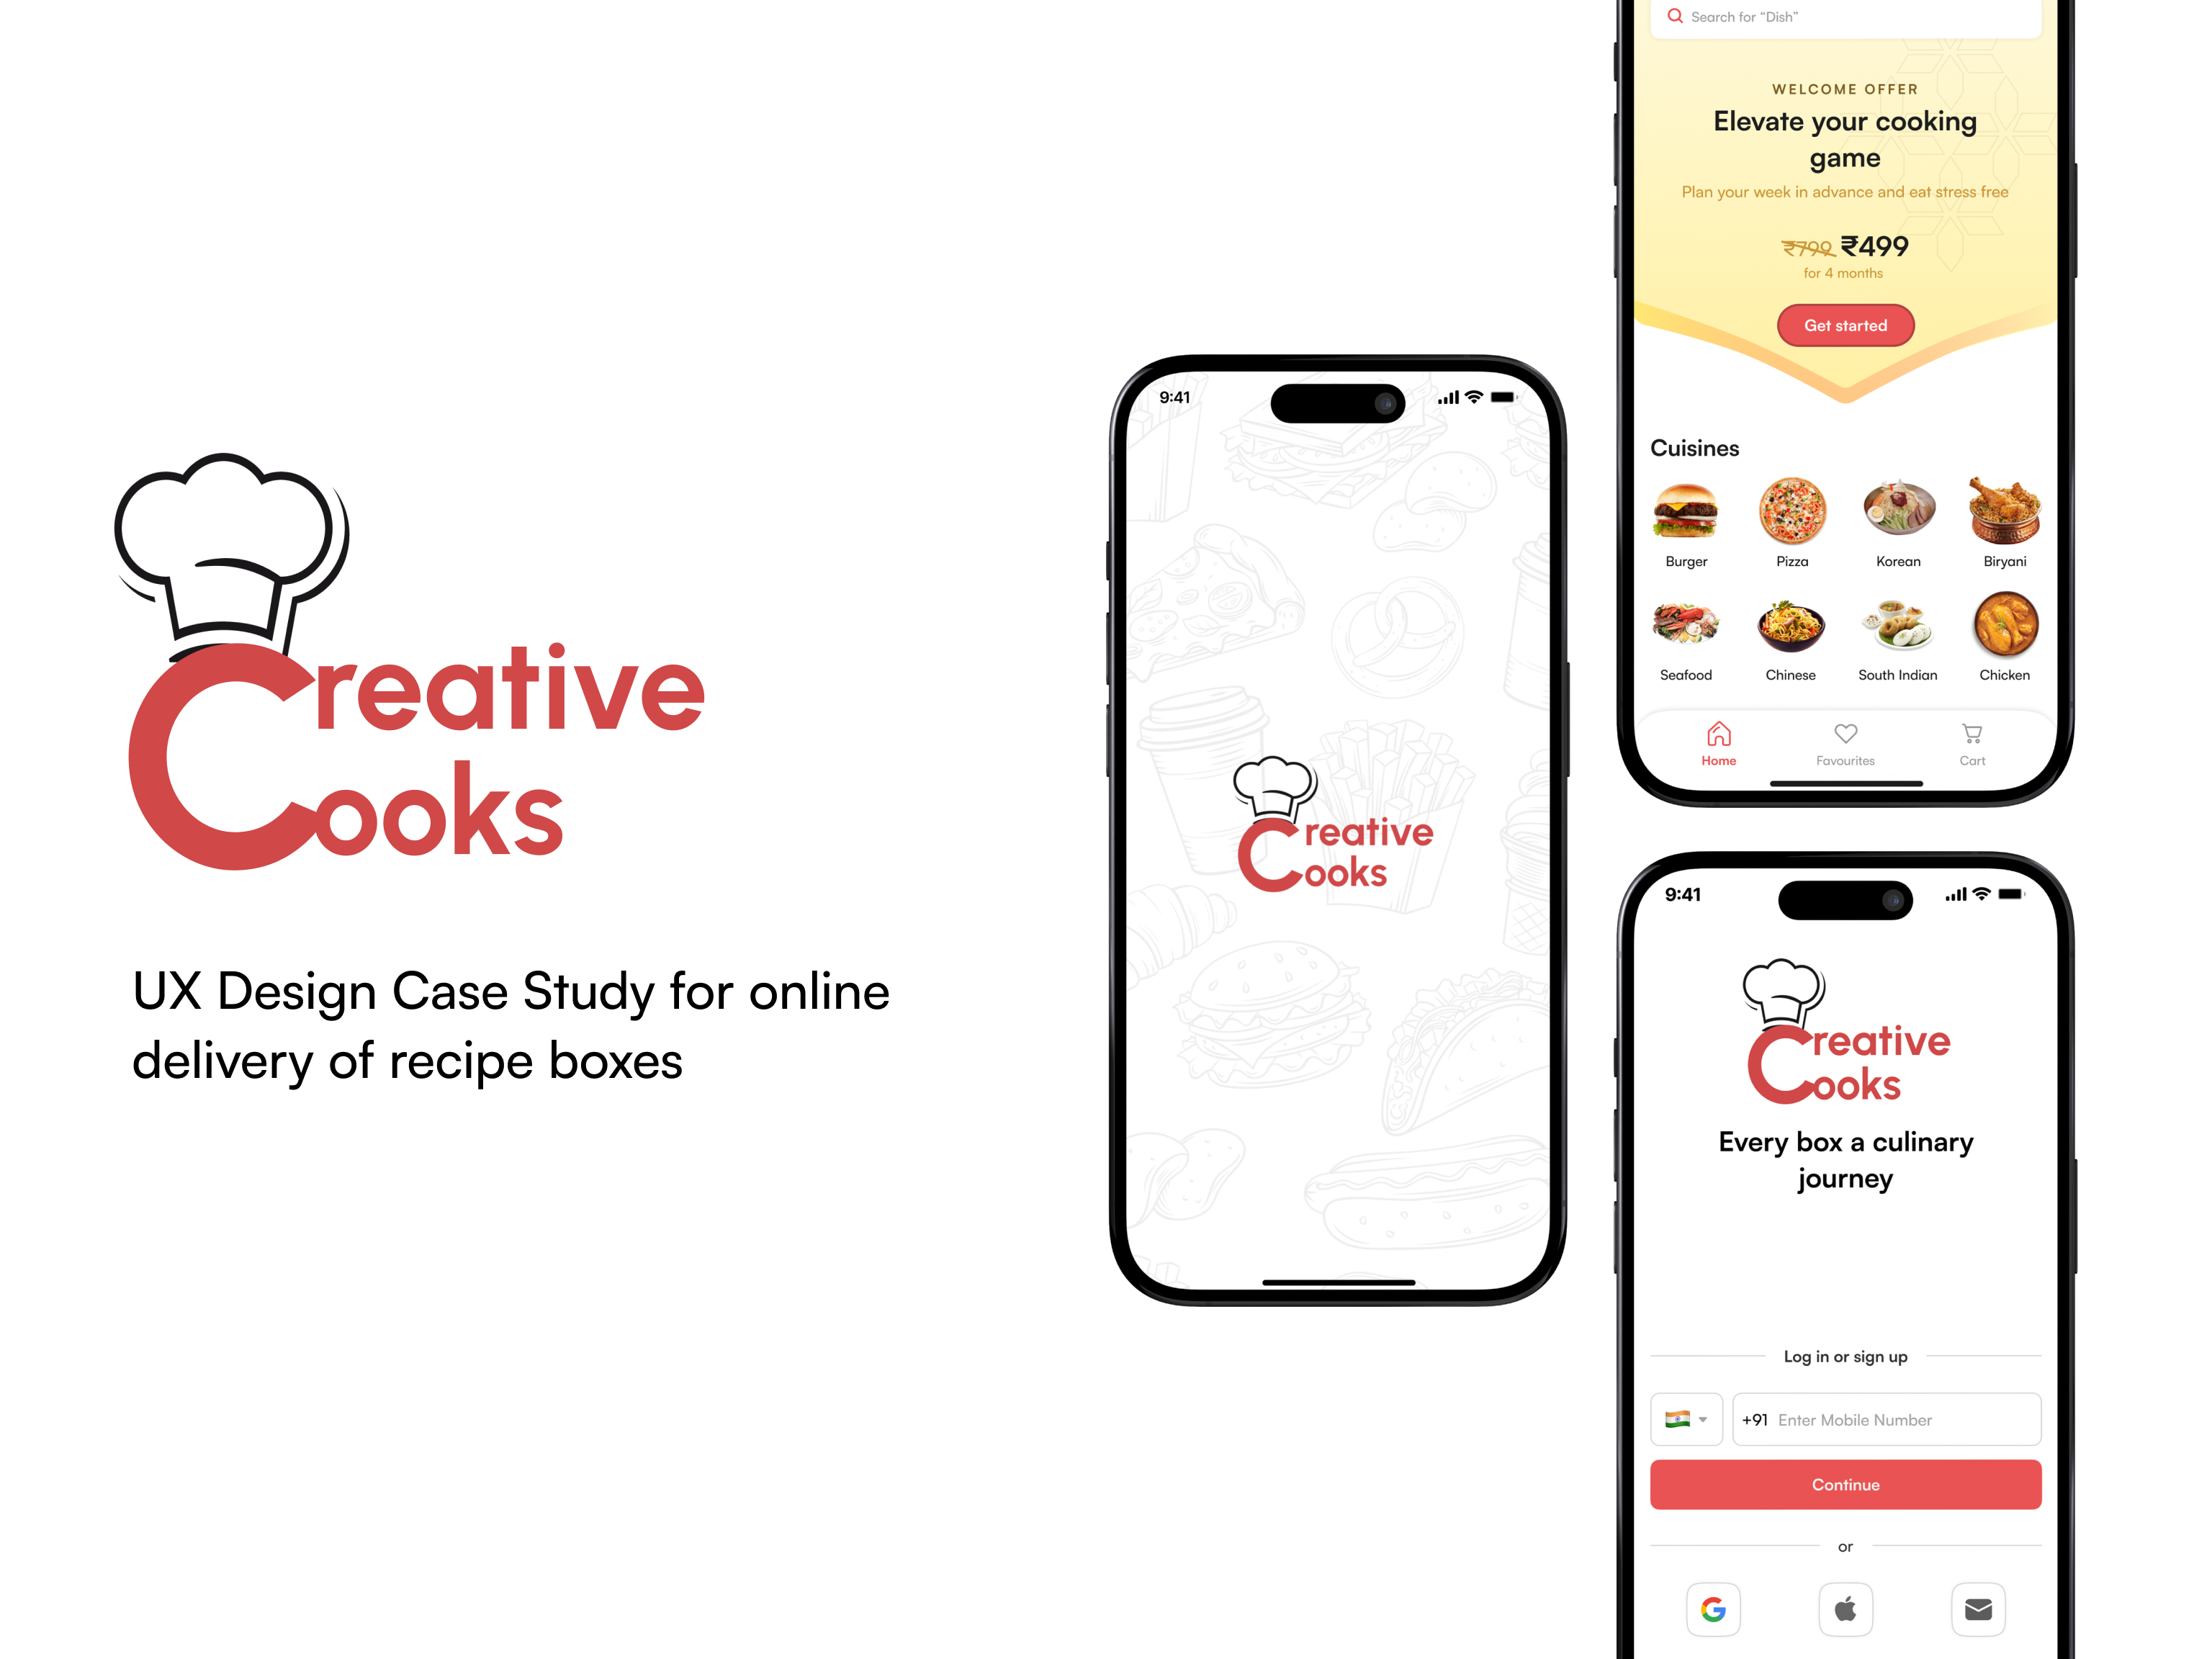 Creative
Cooks
UX Design Case Study for online
delivery of recipe boxes
9:41
Creative
Cooks
Search for “Dish”
WELCOME OFFER
Elevate your cooking
game
Plan your week in advance and eat stress free
₹799 ₹499
for 4 months
Get started
Cuisines
Burger Pizza Korean Biryani
Seafood Chinese South Indian Chicken
Home Favourites Cart
9:41
Creative
Cooks
Every box a culinary
journey
Log in or sign up
+91 Enter Mobile Number
Continue
or